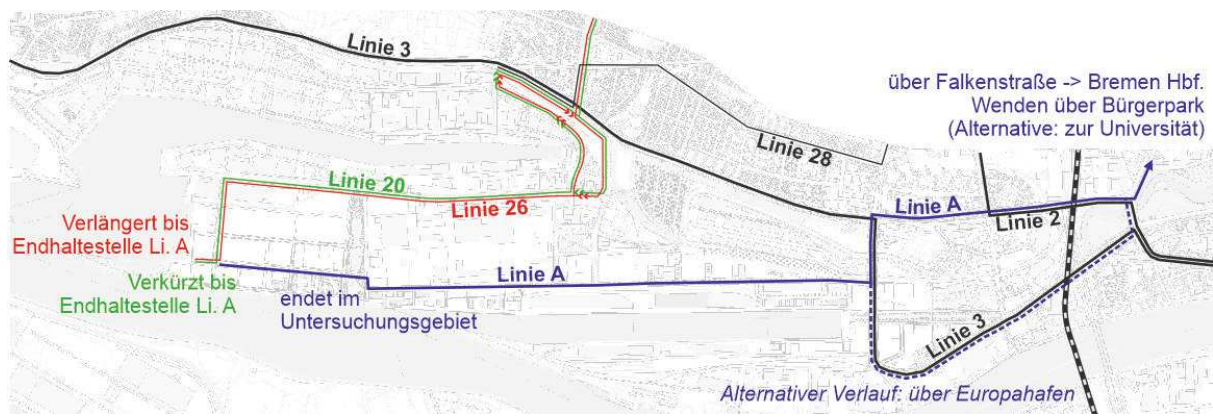 Linie 3
über Falkenstraße -> Bremen Hbf.
Wenden über Bürgerpark
(Alternative: zur Universität)
Linie 28
Linie 20
Linie 26
Linie A
Linie 2
Verlängert bis
Endhaltestelle Li. A
Verkürzt bis
Endhaltestelle Li. A
Linie A
endet im
Untersuchungsgebiet
Linie 3
Alternativer Verlauf: über Europahafen